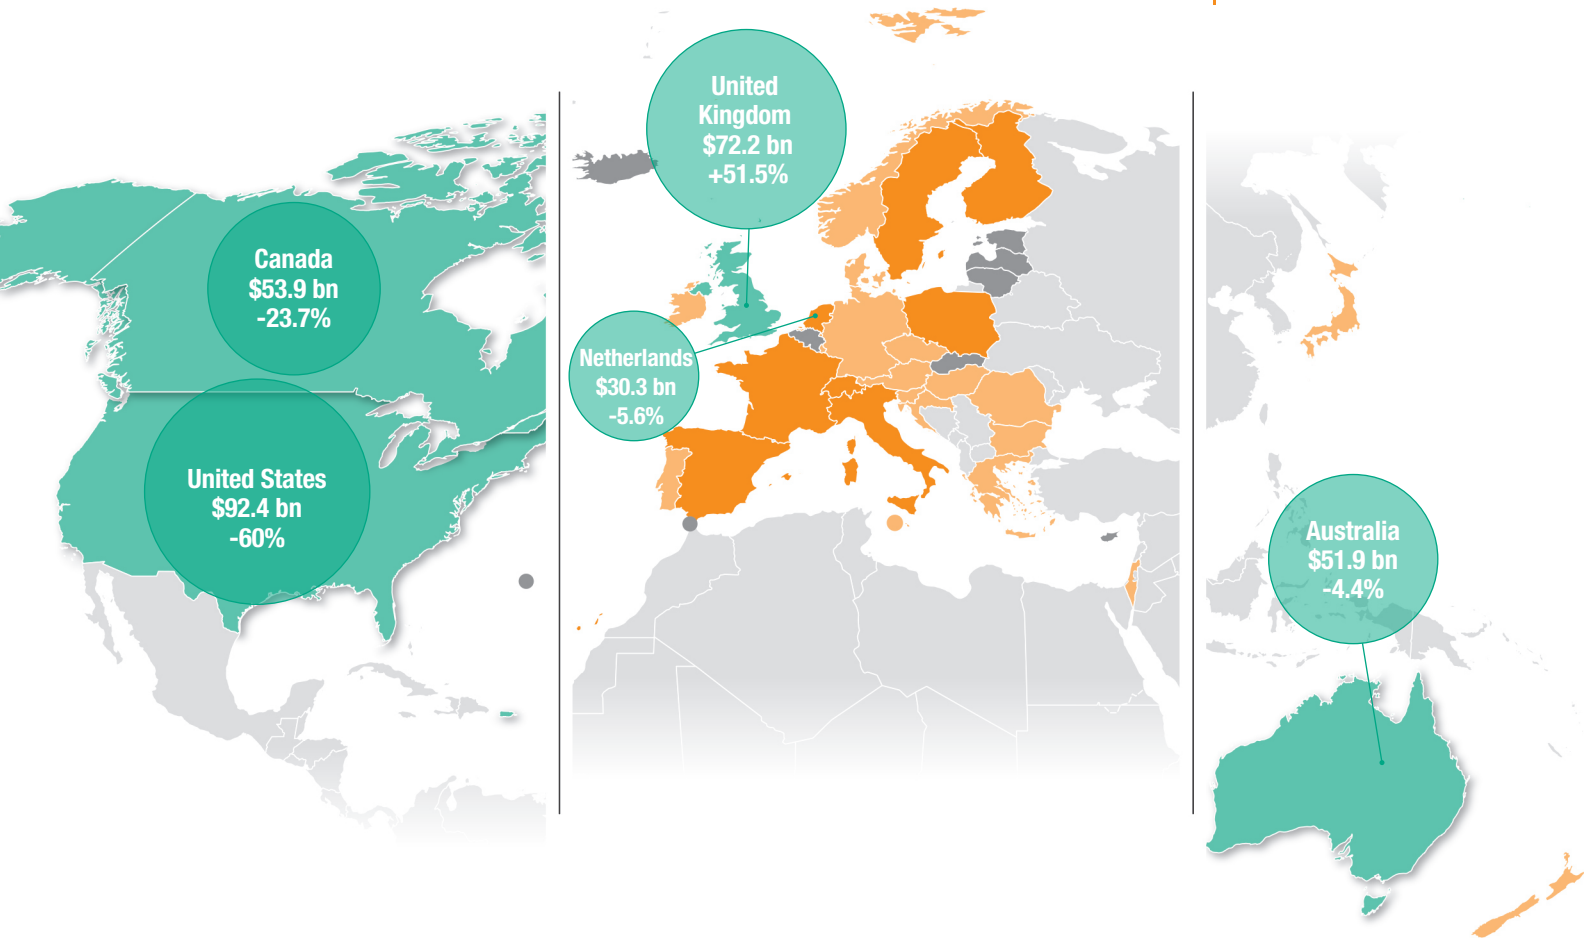 United
Kingdom
$72.2 bn
+51.5%
Canada
$53.9 bn
-23.7%
Netherlands
$30.3 bn
-5.6%
United States
$92.4 bn
-60%
Australia
$51.9 bn
-4.4%